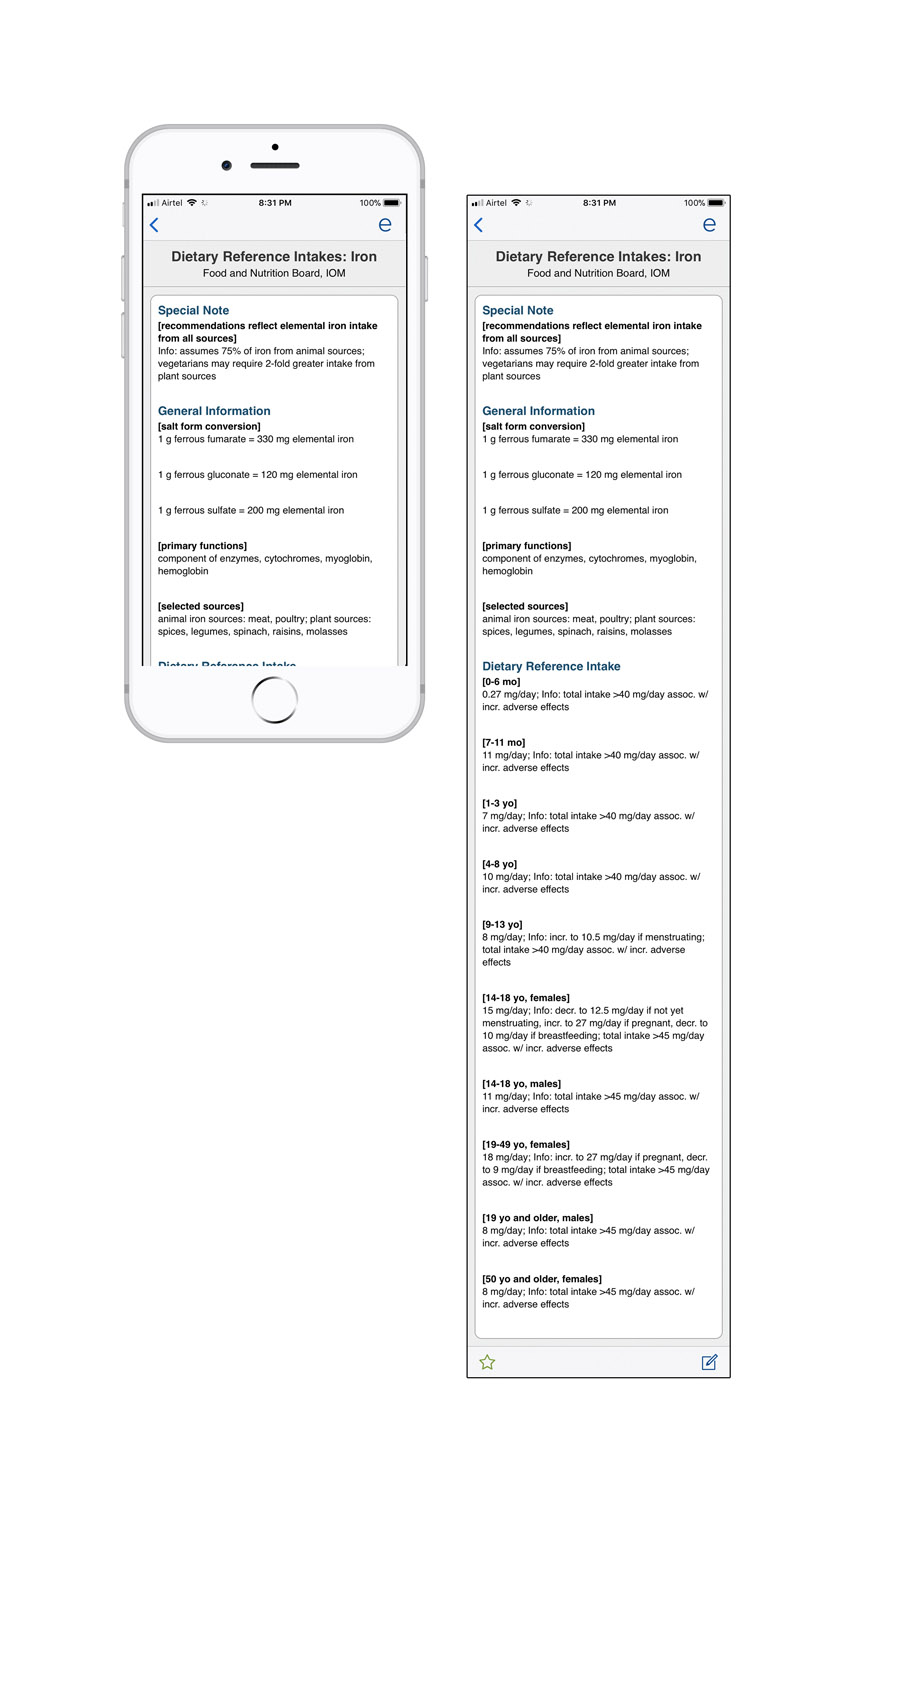 Airtel 8:31 PM 100%
e
Dietary Reference Intakes: Iron
Food and Nutrition Board, IOM
Special Note
[recommendations reflect elemental iron intake
from all sources]
Info: assumes 75% of iron from animal sources;
vegetarians may require 2-fold greater intake from
plant sources
General Information
[salt form conversion]
1 g ferrous fumarate = 330 mg elemental iron
1 g ferrous gluconate = 120 mg elemental iron
1 g ferrous sulfate = 200 mg elemental iron
[primary functions]
component of enzymes, cytochromes, myoglobin,
hemoglobin
[selected sources]
animal iron sources: meat, poultry; plant sources:
spices, legumes, spinach, raisins, molasses
Dietary Reference Intake
Airtel 8:31 PM 100%
e
Dietary Reference Intakes: Iron
Food and Nutrition Board, IOM
Special Note
[recommendations reflect elemental iron intake
from all sources]
Info: assumes 75% of iron from animal sources;
vegetarians may require 2-fold greater intake from
plant sources
General Information
[salt form conversion]
1 g ferrous fumarate = 330 mg elemental iron
1 g ferrous gluconate = 120 mg elemental iron
1 g ferrous sulfate = 200 mg elemental iron
[primary functions]
component of enzymes, cytochromes, myoglobin,
hemoglobin
[selected sources]
animal iron sources: meat, poultry; plant sources:
spices, legumes, spinach, raisins, molasses
Dietary Reference Intake
[0-6 mo]
0.27 mg/day; Info: total intake >40 mg/day assoc. w/
incr. adverse effects
[7-11 mo]
11 mg/day; Info: total intake >40 mg/day assoc. w/
incr. adverse effects
[1-3 yo]
7 mg/day; Info: total intake >40 mg/day assoc. w/
incr. adverse effects
[4-8 yo]
10 mg/day; Info: total intake >40 mg/day assoc. w/
incr. adverse effects
[9-13 yo]
8 mg/day; Info: incr. to 10.5 mg/day if menstruating;
total intake >40 mg/day assoc. w/ incr. adverse
effects
[14-18 yo, females]
15 mg/day; Info: decr. to 12.5 mg/day if not yet
menstruating, incr. to 27 mg/day if pregnant, decr. to
10 mg/day if breastfeeding; total intake >45 mg/day
assoc. w/ incr. adverse effects
[14-18 yo, males]
11 mg/day; Info: total intake >45 mg/day assoc. w/
incr. adverse effects
[19-49 yo, females]
18 mg/day; Info: incr. to 27 mg/day if pregnant, decr.
to 9 mg/day if breastfeeding; total intake >45 mg/day
assoc. w/ incr. adverse effects
[19 yo and older, males]
8 mg/day; Info: total intake >45 mg/day assoc. w/
incr. adverse effects
[50 yo and older, females]
8 mg/day; Info: total intake >45 mg/day assoc. w/
incr. adverse effects